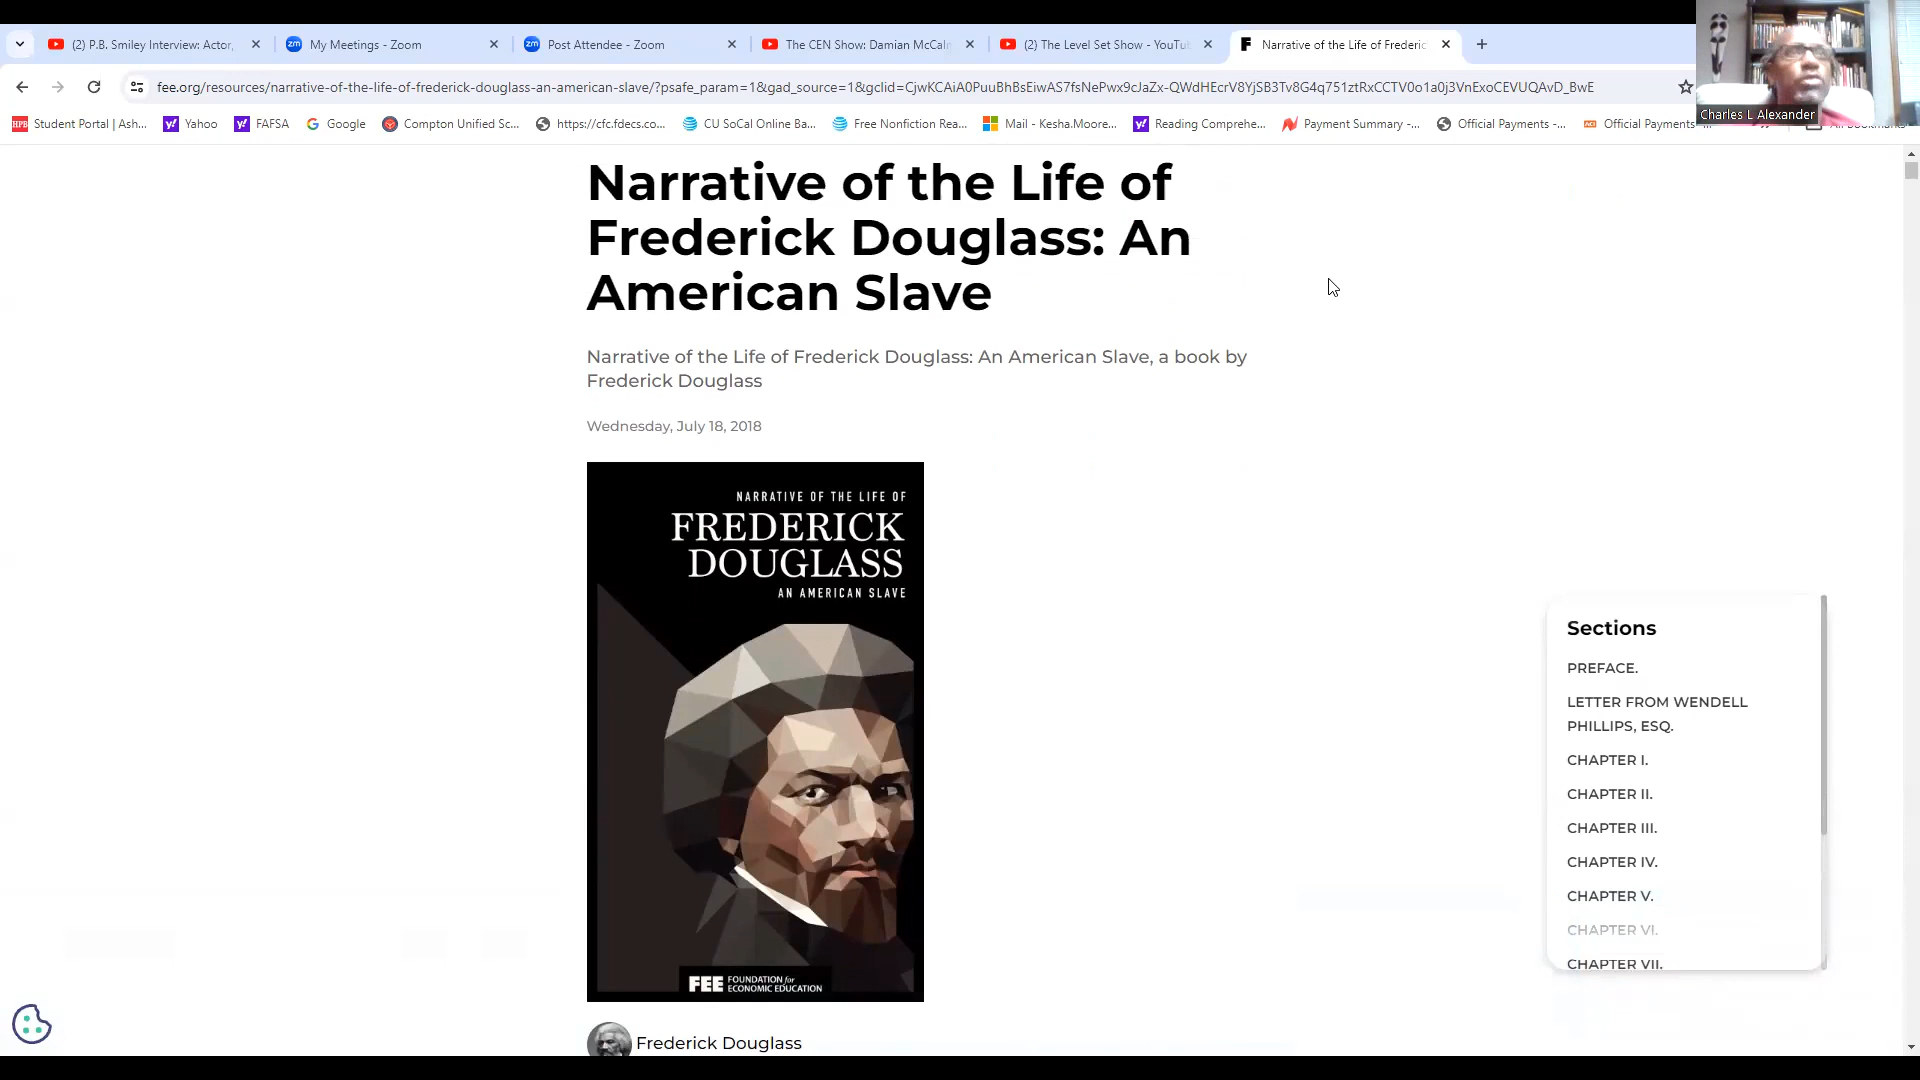 (2) P.B. Smiley Interview: Actor,
My Meetings - Zoom
Post Attendee - Zoom
The CEN Show: Damian McCaln
(2) The Level Set Show - YouTu
Narrative of the Life of Frederic
fee.org/resources/narrative-of-the-life-of-frederick-douglass-an-american-slave/?psafe_param=1&gad_source=1&gclid=CjwKCAiA0PuuBhBsEiwAS7fsNePwx9cJaZx-QWdHEcrV8YjSB3Tv8G4q751ztRxCCTV0o1a0j3VnExoCEVUQAvD_BwE
Charles L Alexander
Student Portal | Ash...
Yahoo
FAFSA
Google
Compton Unified Sc...
https://cfc.fdecs.co...
CU SoCal Online Ba...
Free Nonfiction Rea...
Mail - Kesha.Moore...
Reading Comprehe...
Payment Summary -...
Official Payments -...
Official Payments
Narrative of the Life of
Frederick Douglass: An
American Slave
Narrative of the Life of Frederick Douglass: An American Slave, a book by
Frederick Douglass
Wednesday, July 18, 2018
NARRATIVE OF THE LIFE OF
FREDERICK
DOUGLASS
AN AMERICAN SLAVE
FEE FOUNDATION for
ECONOMIC EDUCATION
Frederick Douglass
Sections
PREFACE.
LETTER FROM WENDELL
PHILLIPS, ESQ.
CHAPTER I.
CHAPTER II.
CHAPTER III.
CHAPTER IV.
CHAPTER V.
CHAPTER VI.
CHAPTER VII.